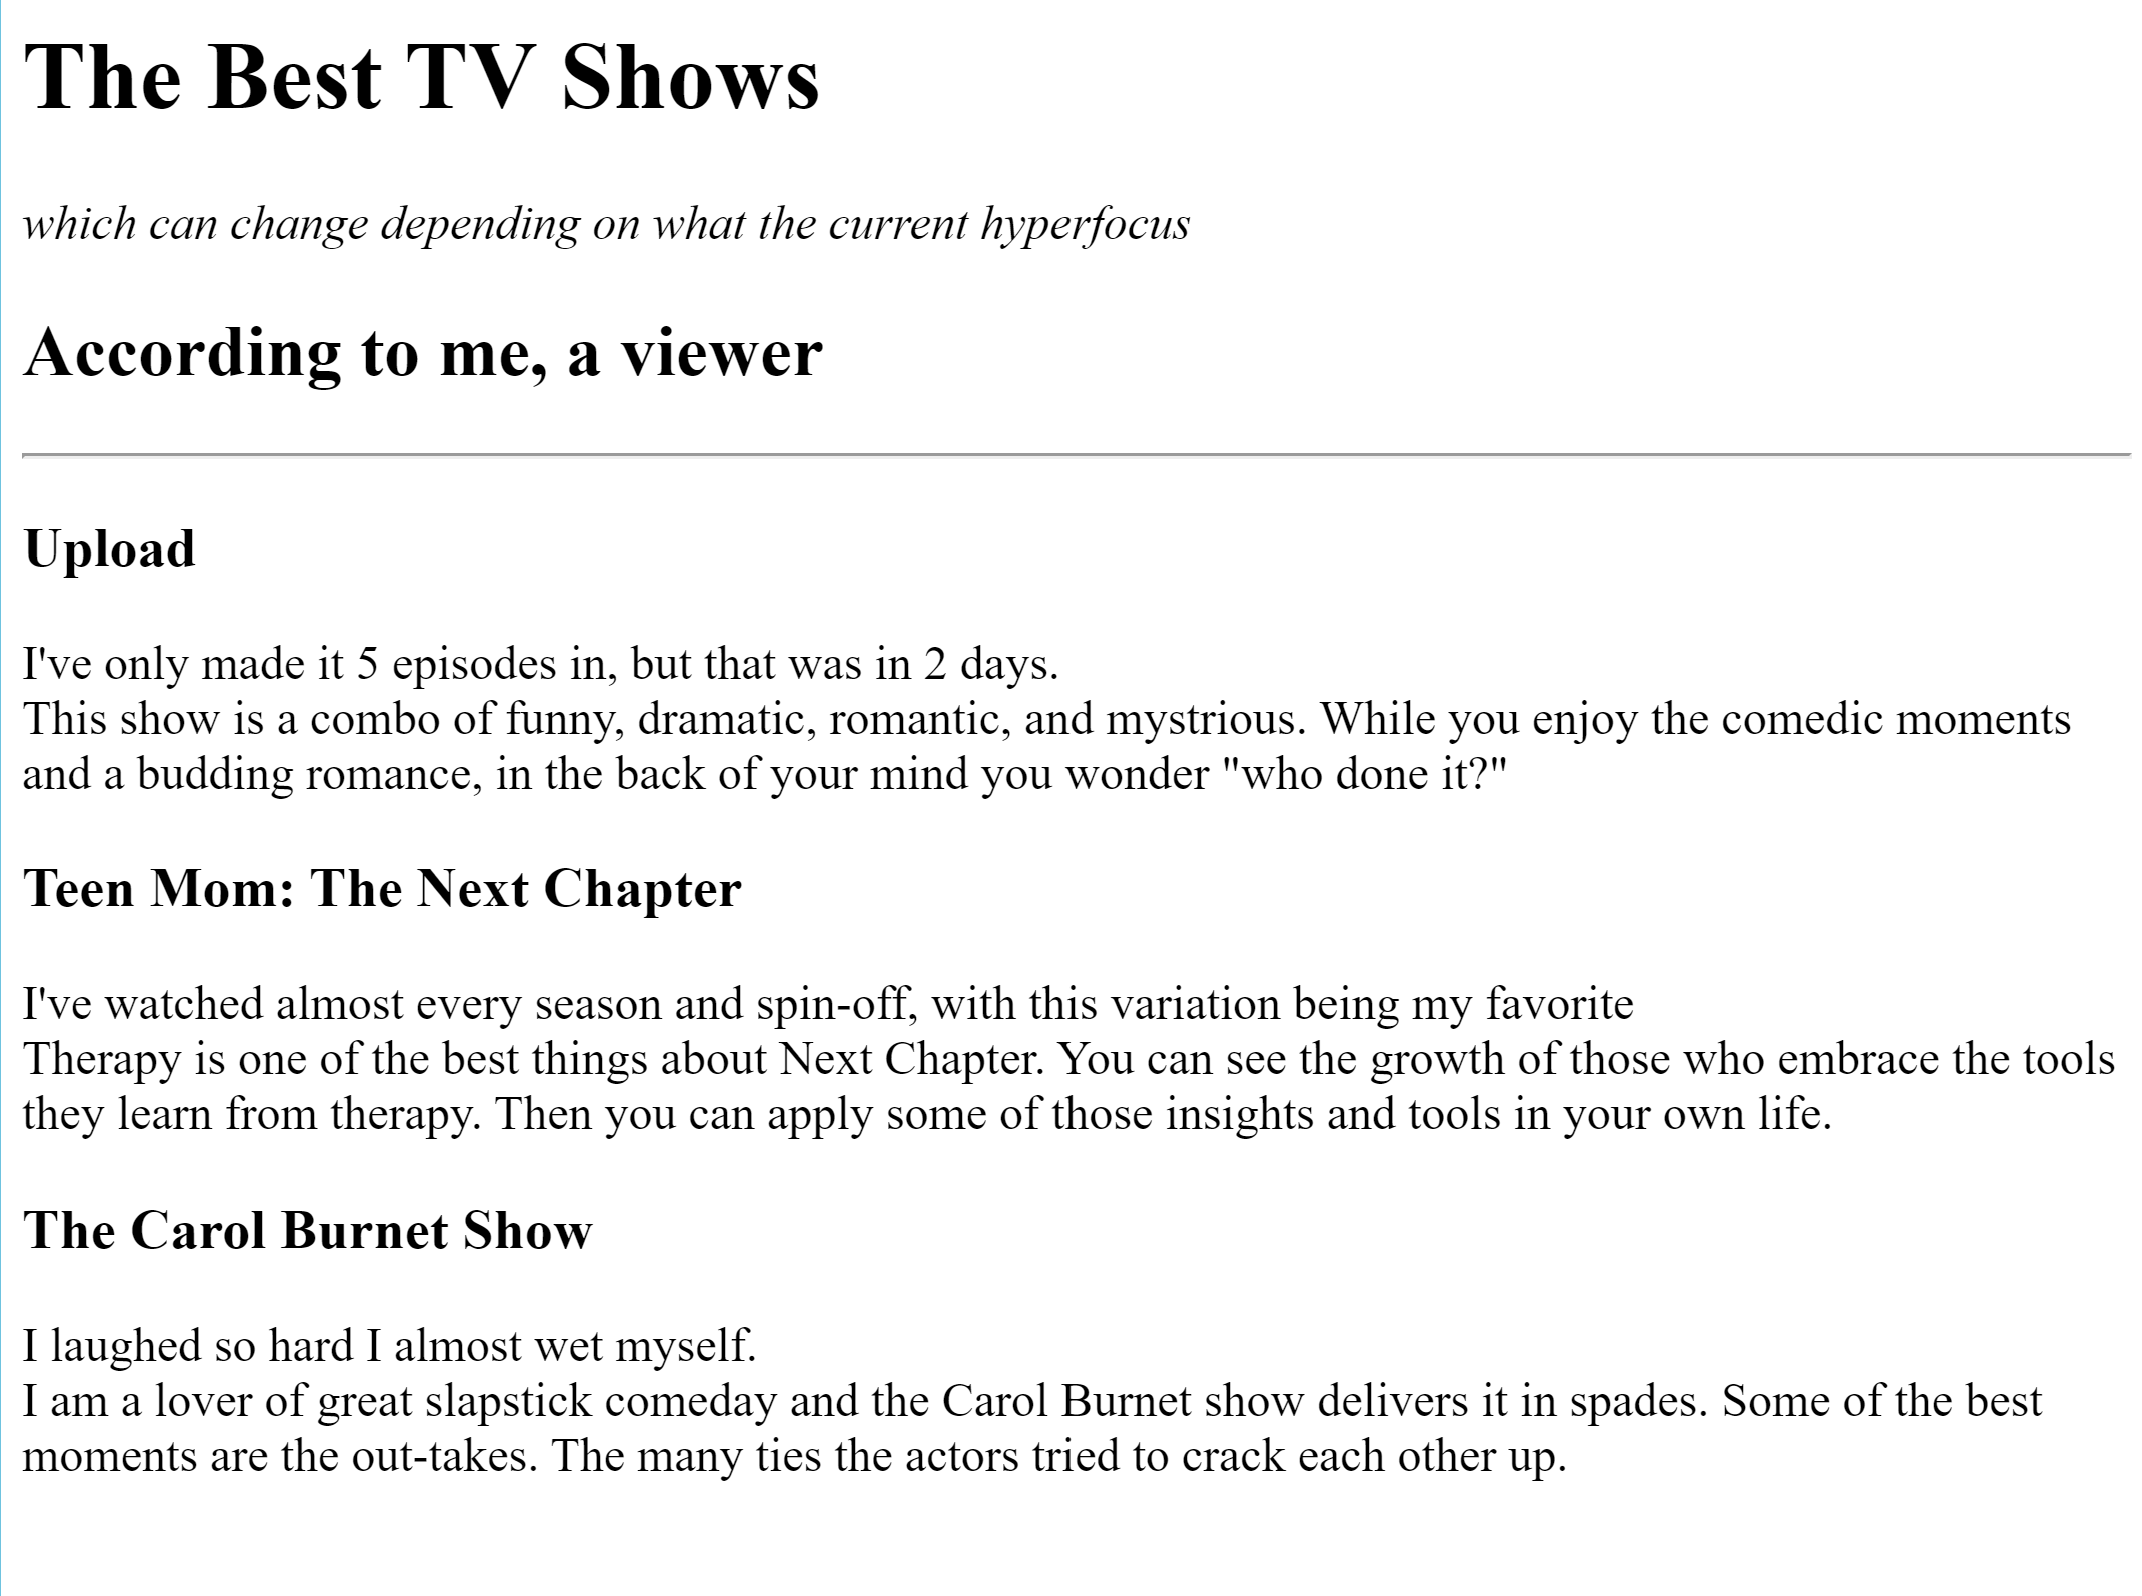 The Best TV Shows
which can change depending on what the current hyperfocus
According to me, a viewer
Upload
I've only made it 5 episodes in, but that was in 2 days.
This show is a combo of funny, dramatic, romantic, and mystrious. While you enjoy the comedic moments
and a budding romance, in the back of your mind you wonder "who done it?"
Teen Mom: The Next Chapter
I've watched almost every season and spin-off, with this variation being my favorite
Therapy is one of the best things about Next Chapter. You can see the growth of those who embrace the tools
they learn from therapy. Then you can apply some of those insights and tools in your own life.
The Carol Burnet Show
I laughed so hard I almost wet myself.
I am a lover of great slapstick comeday and the Carol Burnet show delivers it in spades. Some of the best
moments are the out-takes. The many ties the actors tried to crack each other up.